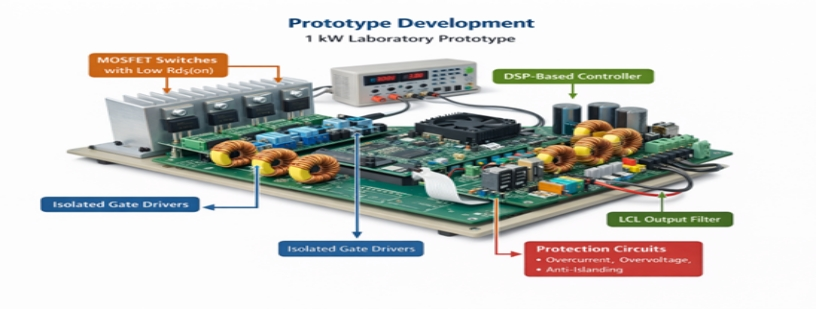 Prototype Development
1 kW Laboratory Prototype
MOSFET Switches
with Low Rds(on)
DSP-Based Controller
Isolated Gate Drivers
LCL Output Filter
Isolated Gate Drivers
Protection Circuits
• Overcurrent, Overvoltage,
• Anti-Islanding